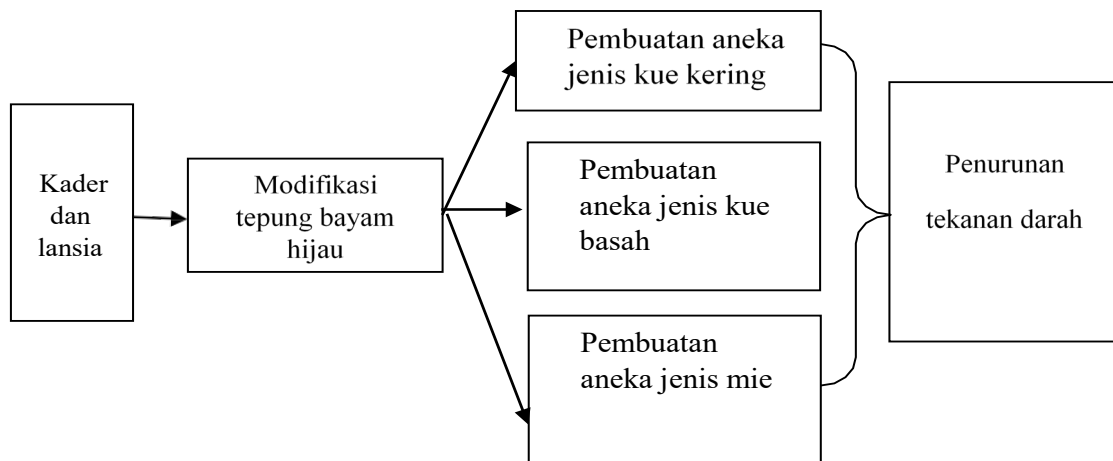 Kader
dan
lansia
Modifikasi
tepung bayam
hijau
Pembuatan aneka
jenis kue kering
Pembuatan
aneka jenis kue
basah
Pembuatan
aneka jenis mie
Penurunan
tekanan darah